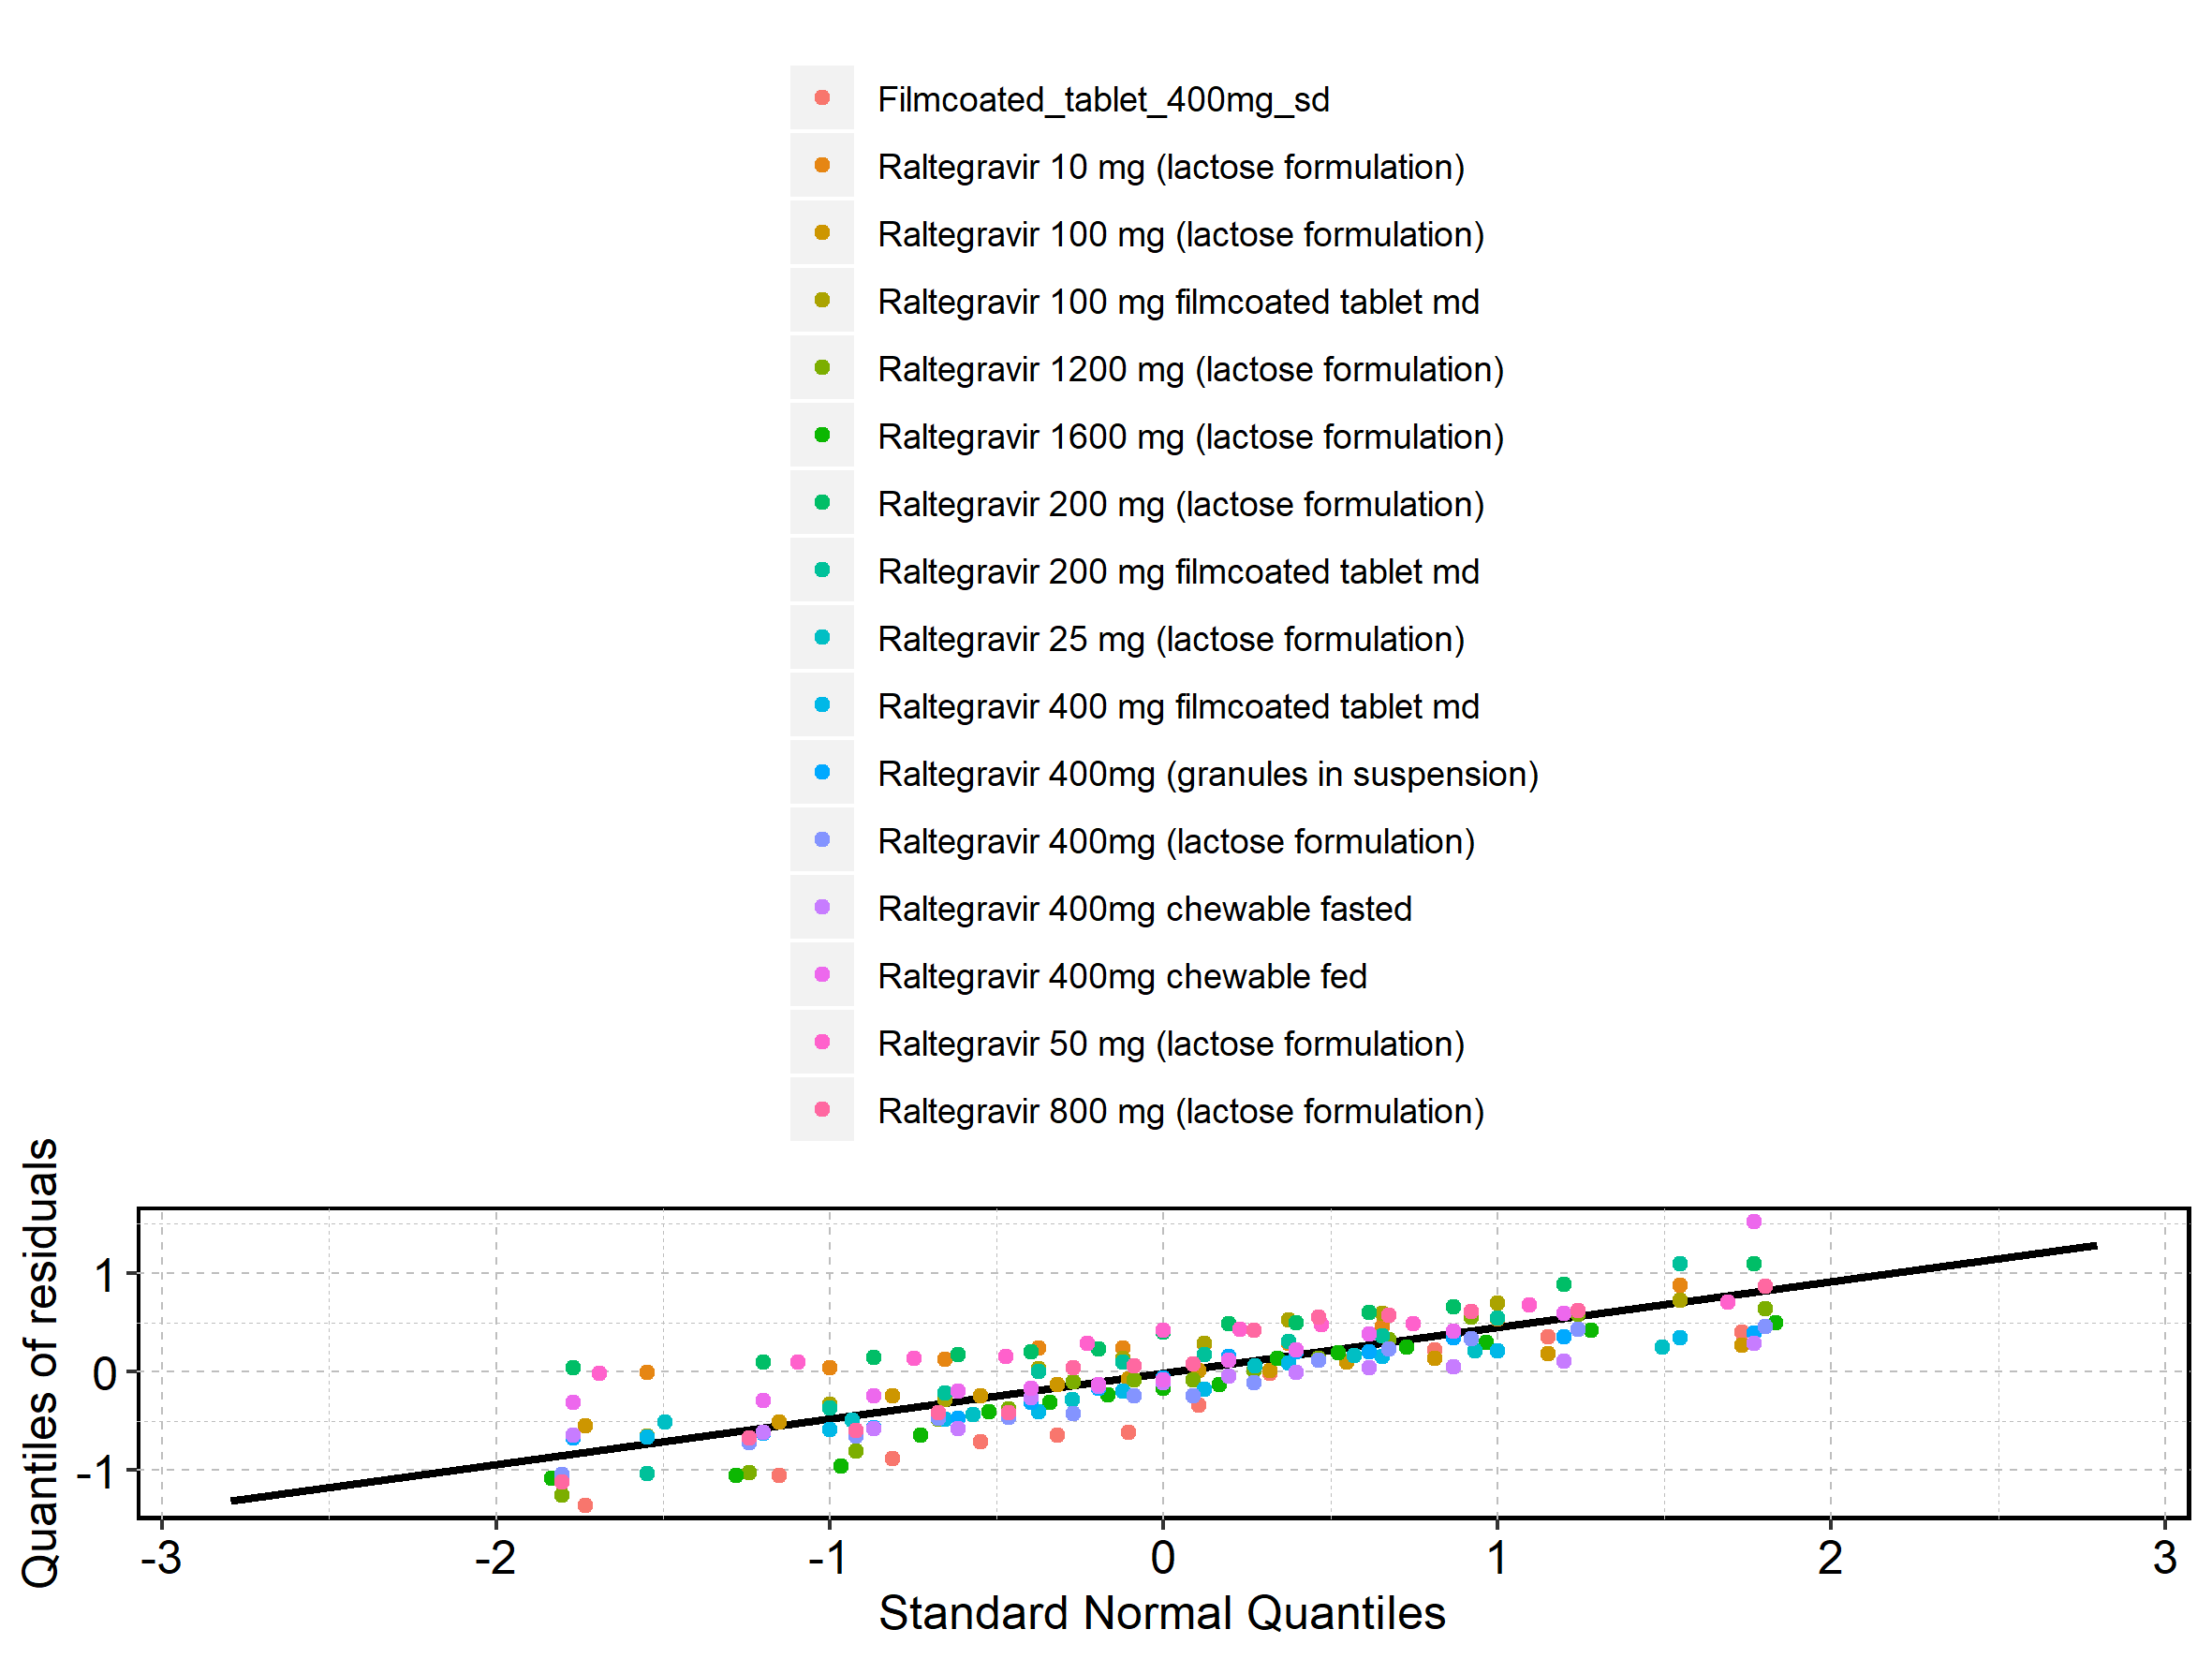 Filmcoated_tablet_400mg_sd
Raltegravir 10 mg (lactose formulation)
Raltegravir 100 mg (lactose formulation)
Raltegravir 100 mg filmcoated tablet md
Raltegravir 1200 mg (lactose formulation)
Raltegravir 1600 mg (lactose formulation)
Raltegravir 200 mg (lactose formulation)
Raltegravir 200 mg filmcoated tablet md
Raltegravir 25 mg (lactose formulation)
Raltegravir 400 mg filmcoated tablet md
Raltegravir 400mg (granules in suspension)
Raltegravir 400mg (lactose formulation)
Raltegravir 400mg chewable fasted
Raltegravir 400mg chewable fed
Raltegravir 50 mg (lactose formulation)
Raltegravir 800 mg (lactose formulation)
Quantiles of residuals
1
0
-1
-3 -2 -1 0 1 2 3
Standard Normal Quantiles